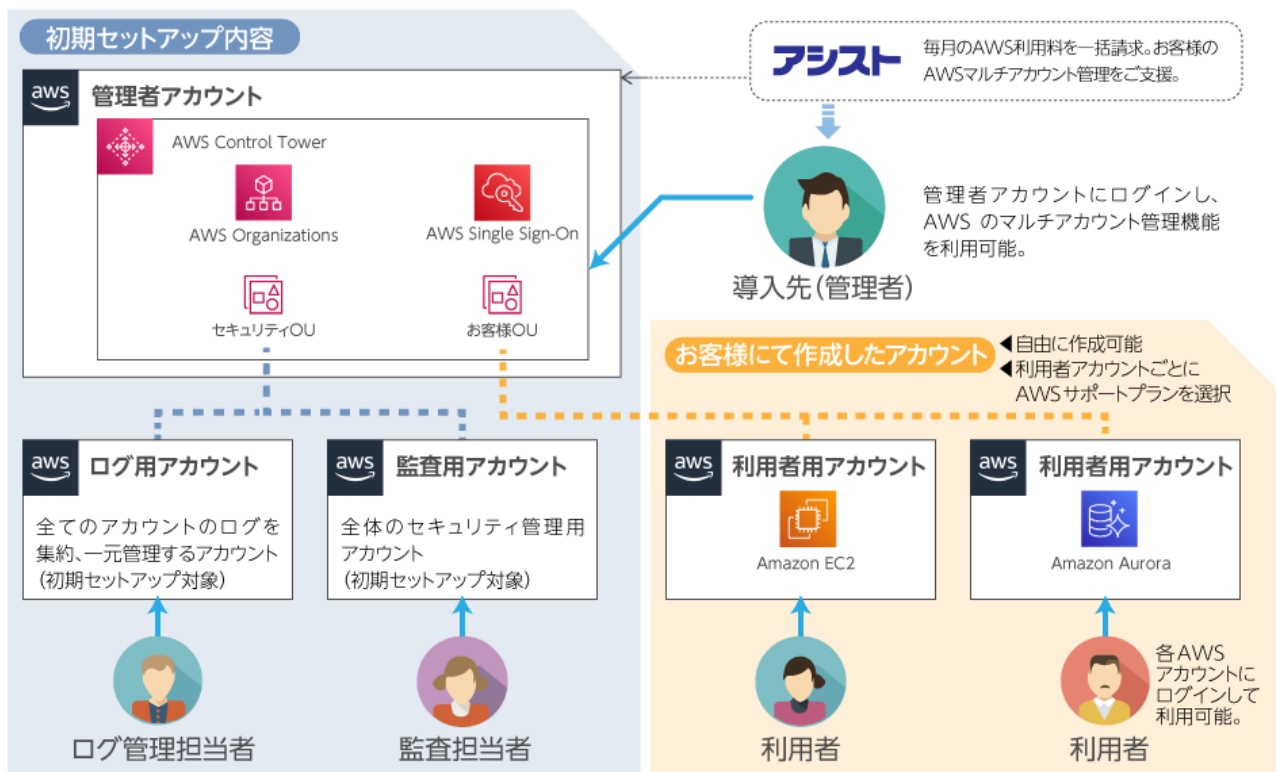 初期セットアップ内容
aws
管理者アカウント
AWS Control Tower
AWS Organizations
AWS Single Sign-On
セキュリティOU
お客様OU
アシスト
毎月のAWS利用料を一括請求。お客様の
AWSマルチアカウント管理をご支援。
管理者アカウントにログインし、
AWS のマルチアカウント管理機能
を利用可能。
導入先(管理者)
お客様にて作成したアカウント
◀自由に作成可能
◀利用者アカウントごとに
AWSサポートプランを選択
aws
ログ用アカウント
全てのアカウントのログを
集約、一元管理するアカウント
(初期セットアップ対象)
aws
監査用アカウント
全体のセキュリティ管理用
アカウント
(初期セットアップ対象)
aws
利用者用アカウント
Amazon EC2
aws
利用者用アカウント
Amazon Aurora
ログ管理担当者
監査担当者
利用者
利用者
各AWS
アカウントに
ログインして
利用可能。